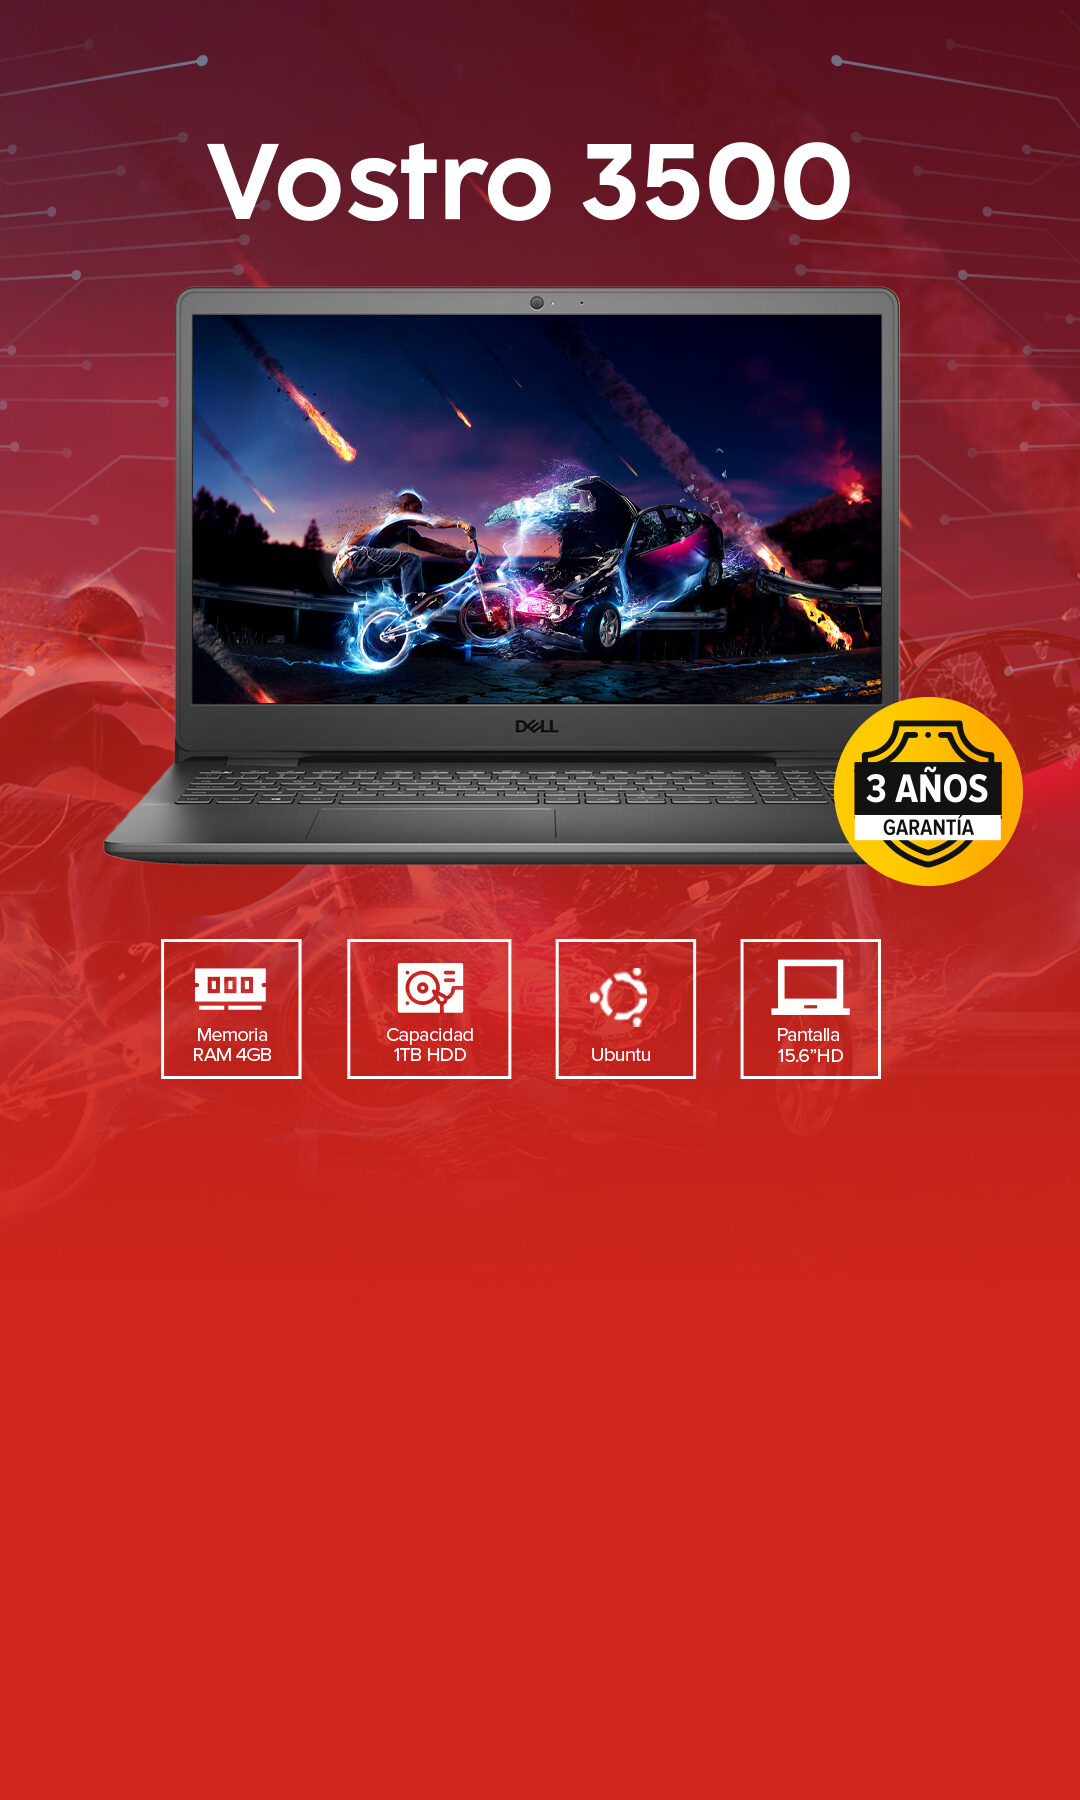 Vostro 3500
DELL
3 AÑOS
GARANTÍA
Memoria
RAM 4GB
Capacidad
1TB HDD
Ubuntu
Pantalla
15.6”HD